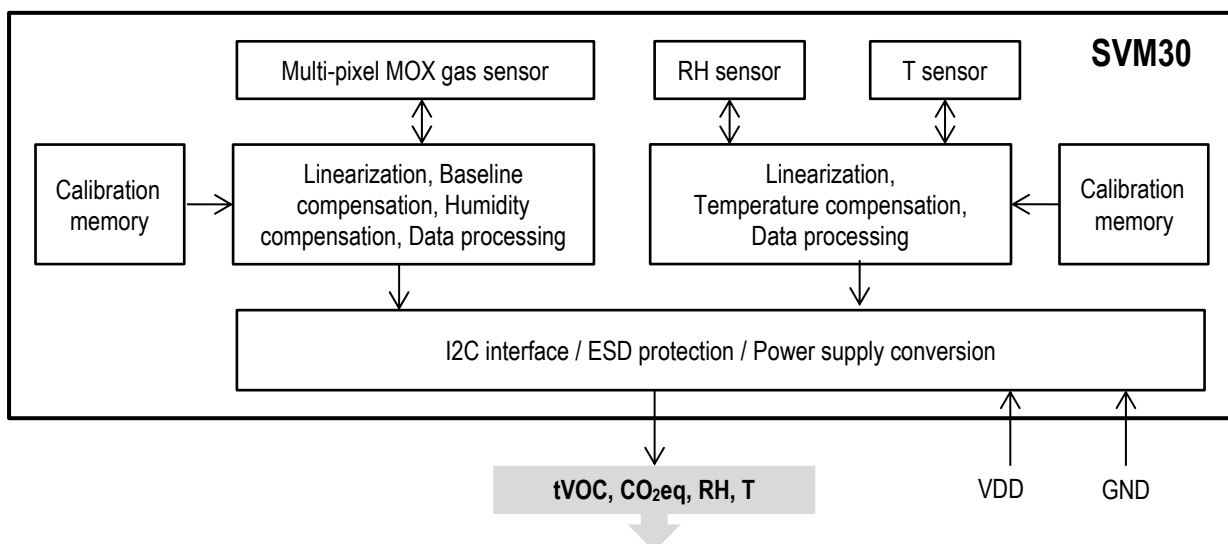 SVM30
Multi-pixel MOX gas sensor
RH sensor
T sensor
Calibration
memory
Linearization, Baseline
compensation, Humidity
compensation, Data processing
Linearization,
Temperature compensation,
Data processing
Calibration
memory
I2C interface / ESD protection / Power supply conversion
tVOC, CO₂eq, RH, T
VDD
GND